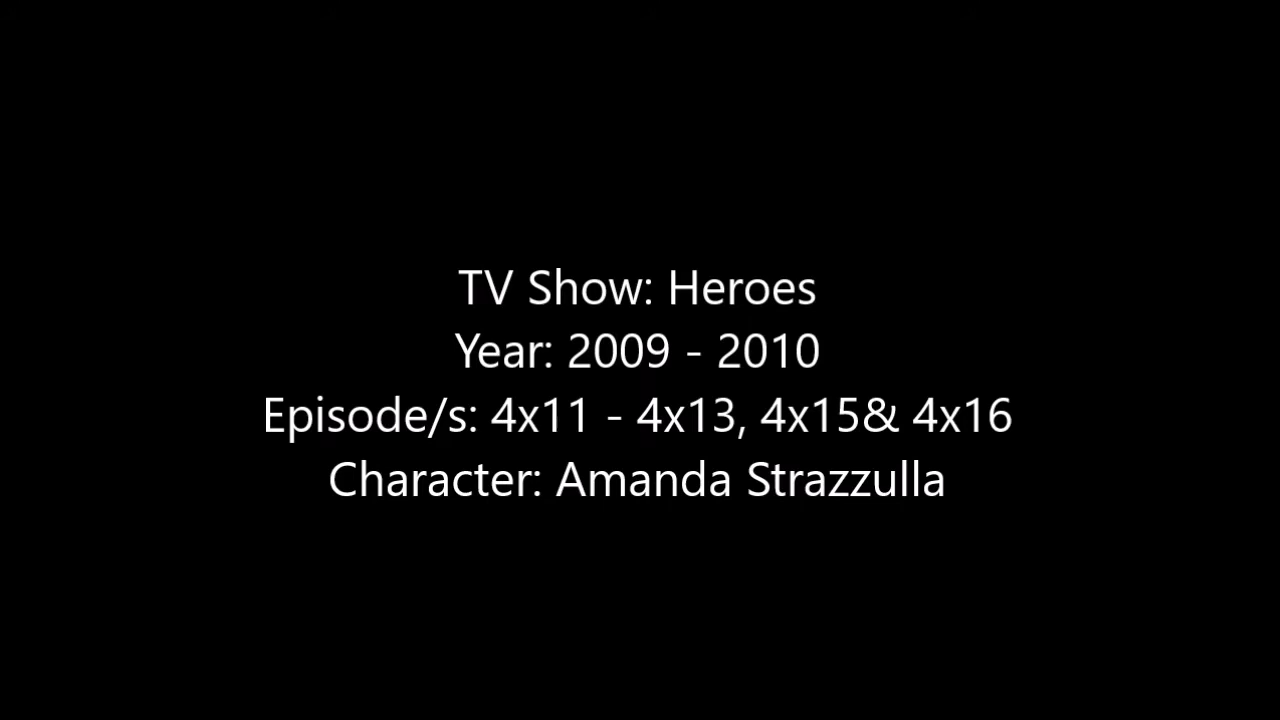 TV Show: Heroes
Year: 2009 - 2010
Episode/s: 4x11 - 4x13, 4x15& 4x16
Character: Amanda Strazzulla